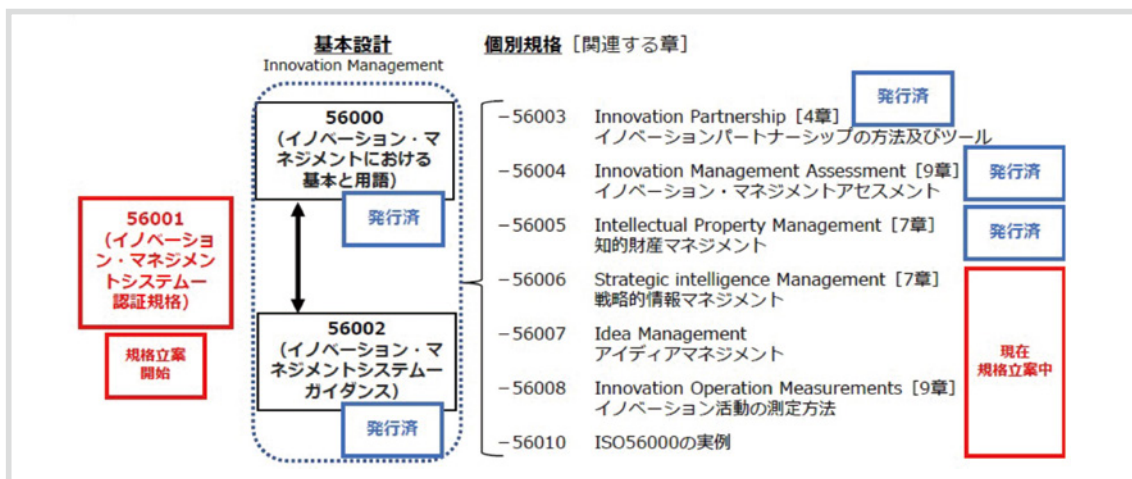 基本設計
Innovation Management
56000
(イノベーション・マ
ネジメントにおける
基本と用語)
発行済
56001
(イノベーショ
ン・マネジメン
トシステムー
認証規格)
規格立案
開始
56002
(イノベーション・マ
ネジメントシステムー
ガイダンス)
発行済
個別規格 [関連する章]
発行済
-56003 Innovation Partnership [4章]
イノベーションパートナーシップの方法及びツール
-56004 Innovation Management Assessment [9章]
イノベーション・マネジメントアセスメント
発行済
-56005 Intellectual Property Management [7章]
知的財産マネジメント
発行済
-56006 Strategic intelligence Management [7章]
戦略的情報マネジメント
-56007 Idea Management
アイディアマネジメント
-56008 Innovation Operation Measurements [9章]
イノベーション活動の測定方法
-56010 ISO56000の実例
現在
規格立案中